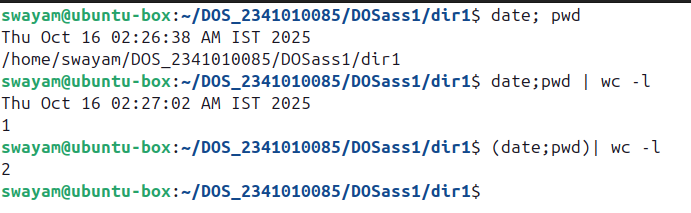 swayam@ubuntu-box:~/DOS_2341010085/DOSass1/dir1$ date; pwd
Thu Oct 16 02:26:38 AM IST 2025
/home/swayam/DOS_2341010085/DOSass1/dir1
swayam@ubuntu-box:~/DOS_2341010085/DOSass1/dir1$ date;pwd | wc -l
Thu Oct 16 02:27:02 AM IST 2025
1
swayam@ubuntu-box:~/DOS_2341010085/DOSass1/dir1$ (date;pwd)| wc -l
2
swayam@ubuntu-box:~/DOS_2341010085/DOSass1/dir1$